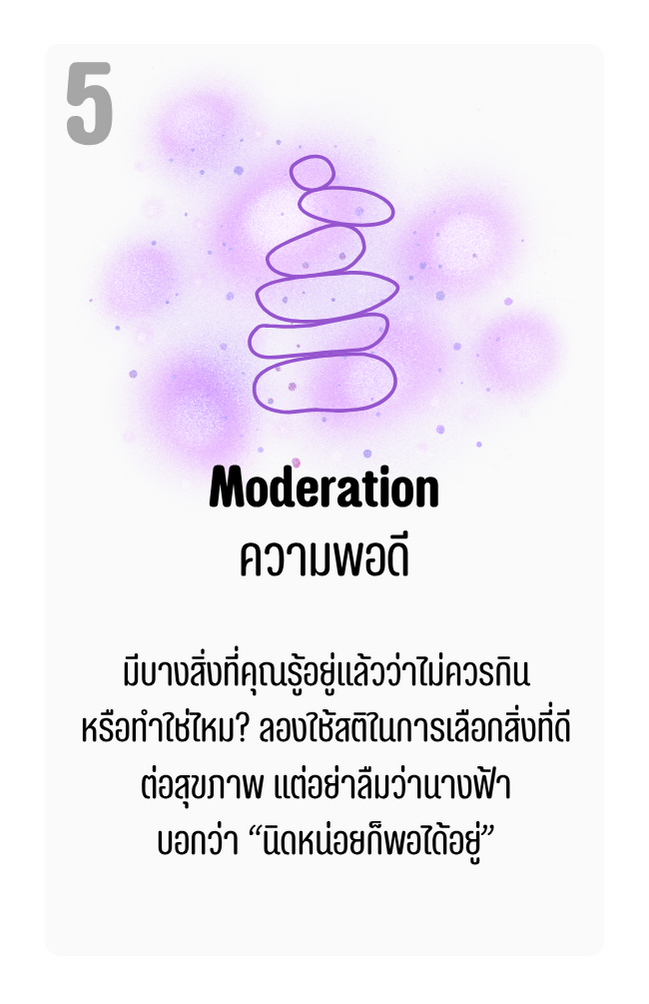 5
Moderation
ความพอดี
มีบางสิ่งที่คุณรู้อยู่แล้วว่าไม่ควรกิน
หรือทำใช่ไหม? ลองใช้สติในการเลือกสิ่งที่ดี
ต่อสุขภาพ แต่อย่าลืมว่านางฟ้า
บอกว่า “นิดหน่อยก็พอได้อยู่”